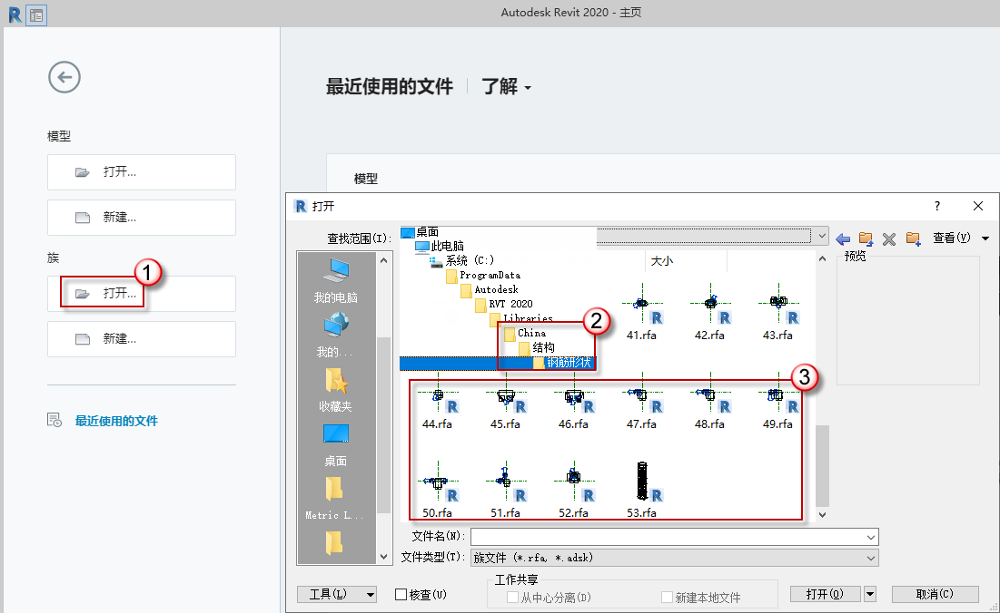 Autodesk Revit 2020 - 主页
最近使用的文件 了解
模型
打开...
新建...
族
打开...
新建...
最近使用的文件
模型
打开
查找范围(I):
桌面
此电脑
系统 (C:)
ProgramData
Autodesk
RVT 2020
Libraries
China
结构
钢筋形状
查看(V)
预览
大小
我的电脑
我的...
收藏夹
桌面
Metric L...
1
2
3
41.rfa 42.rfa 43.rfa
44.rfa 45.rfa 46.rfa 47.rfa 48.rfa 49.rfa
50.rfa 51.rfa 52.rfa 53.rfa
文件名(N):
文件类型(T): 族文件 (*.rfa, *.adsk)
工作共享
工具(L) 核查(U) 从中心分离(D) 新建本地文件 打开(O) 取消(C)